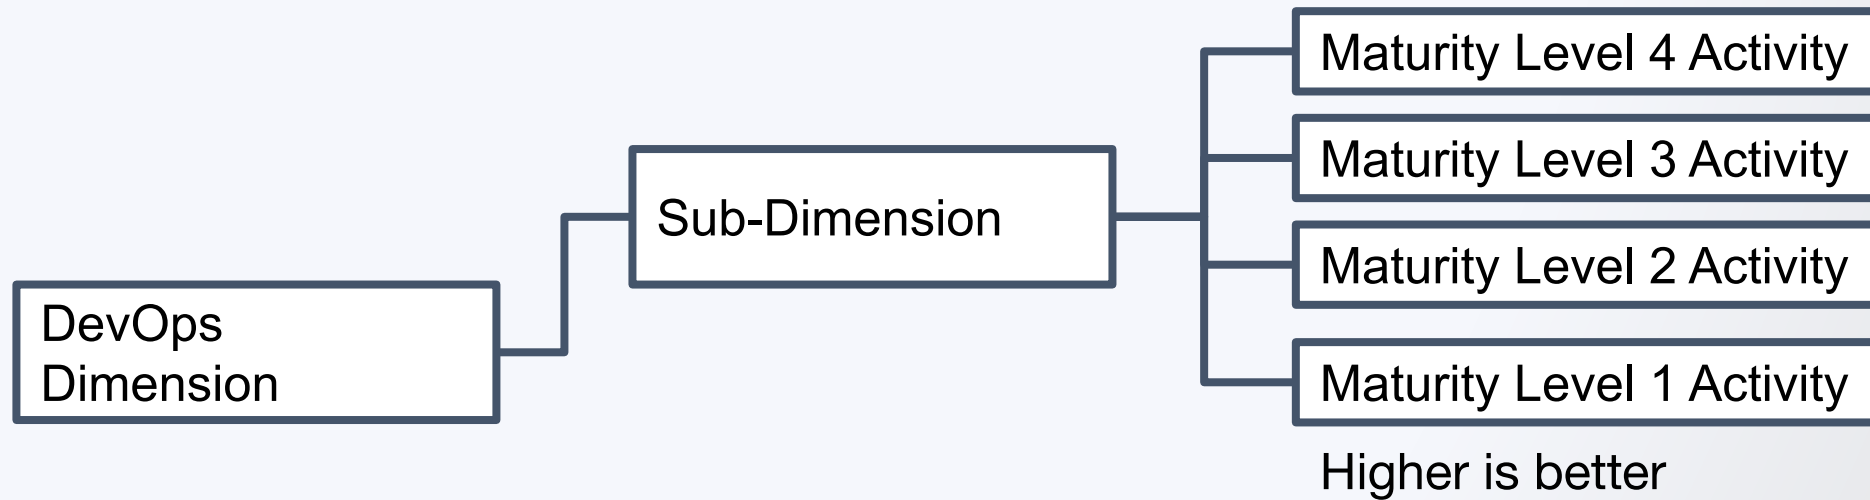 Maturity Level 4 Activity
Maturity Level 3 Activity
Sub-Dimension
Maturity Level 2 Activity
DevOps
Dimension
Maturity Level 1 Activity
Higher is better